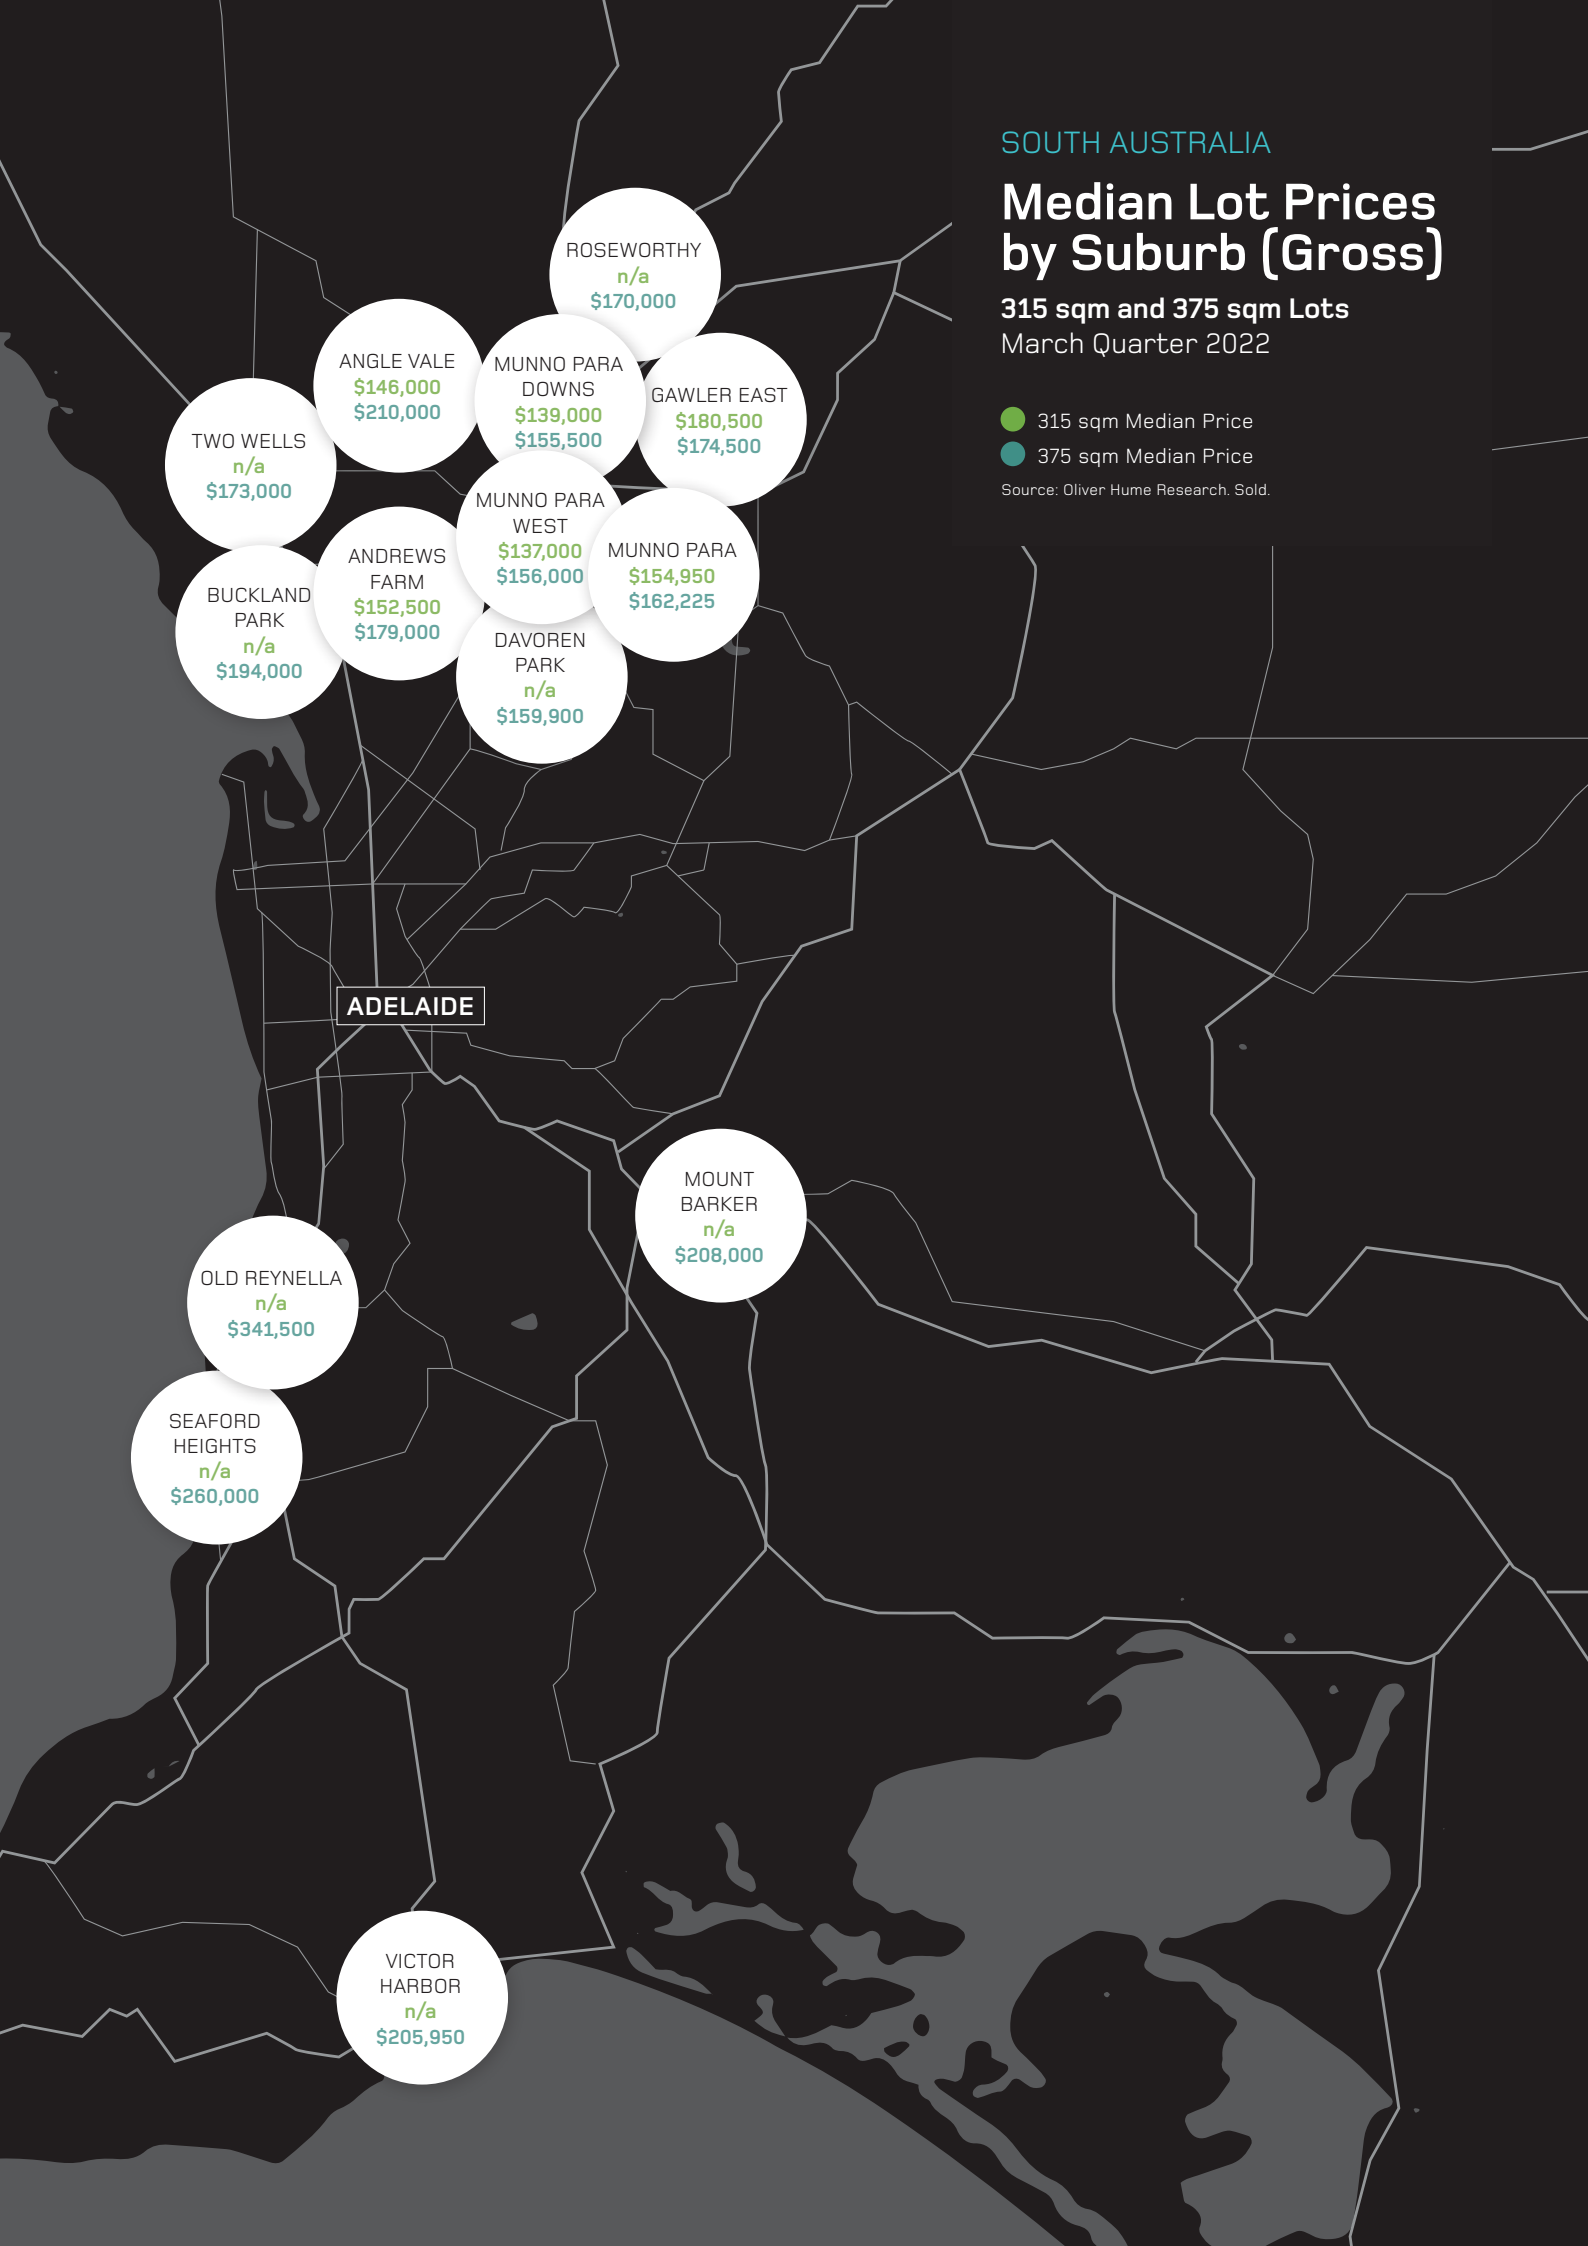 SOUTH AUSTRALIA
Median Lot Prices
by Suburb (Gross)
315 sqm and 375 sqm Lots
March Quarter 2022
315 sqm Median Price
375 sqm Median Price
Source: Oliver Hume Research. Sold.
ROSEWORTHY
n/a
$170,000
ANGLE VALE
$146,000
$210,000
MUNNO PARA
DOWNS
$139,000
$155,500
GAWLER EAST
$180,500
$174,500
TWO WELLS
n/a
$173,000
MUNNO PARA
WEST
$137,000
$156,000
MUNNO PARA
$154,950
$162,225
ANDREWS
FARM
$152,500
$179,000
BUCKLAND
PARK
n/a
$194,000
DAVOREN
PARK
n/a
$159,900
ADELAIDE
MOUNT
BARKER
n/a
$208,000
OLD REYNELLA
n/a
$341,500
SEAFORD
HEIGHTS
n/a
$260,000
VICTOR
HARBOR
n/a
$205,950